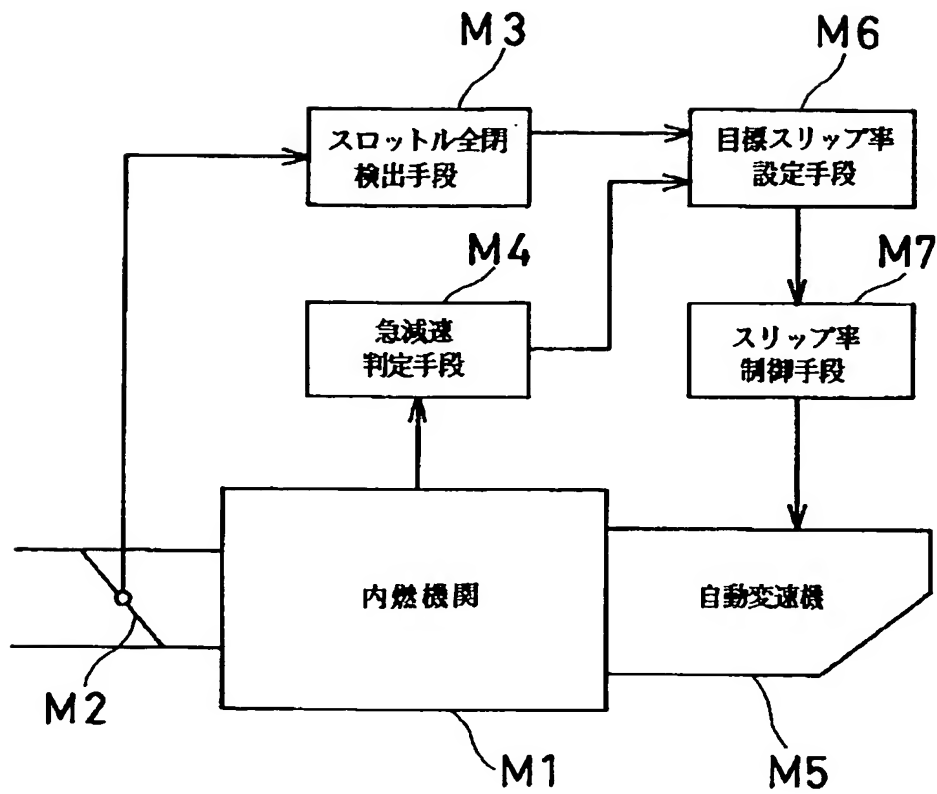 M3
M6
スロットル全閉
検出手段
目標スリップ率
設定手段
M4
M7
急減速
判定手段
スリップ率
制御手段
内燃機関
自動変速機
M2
M1
M5